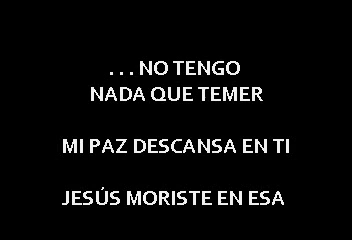 . . . NO TENGO
NADA QUE TEMER
MI PAZ DESCANSA EN TI
JESÚS MORISTE EN ESA